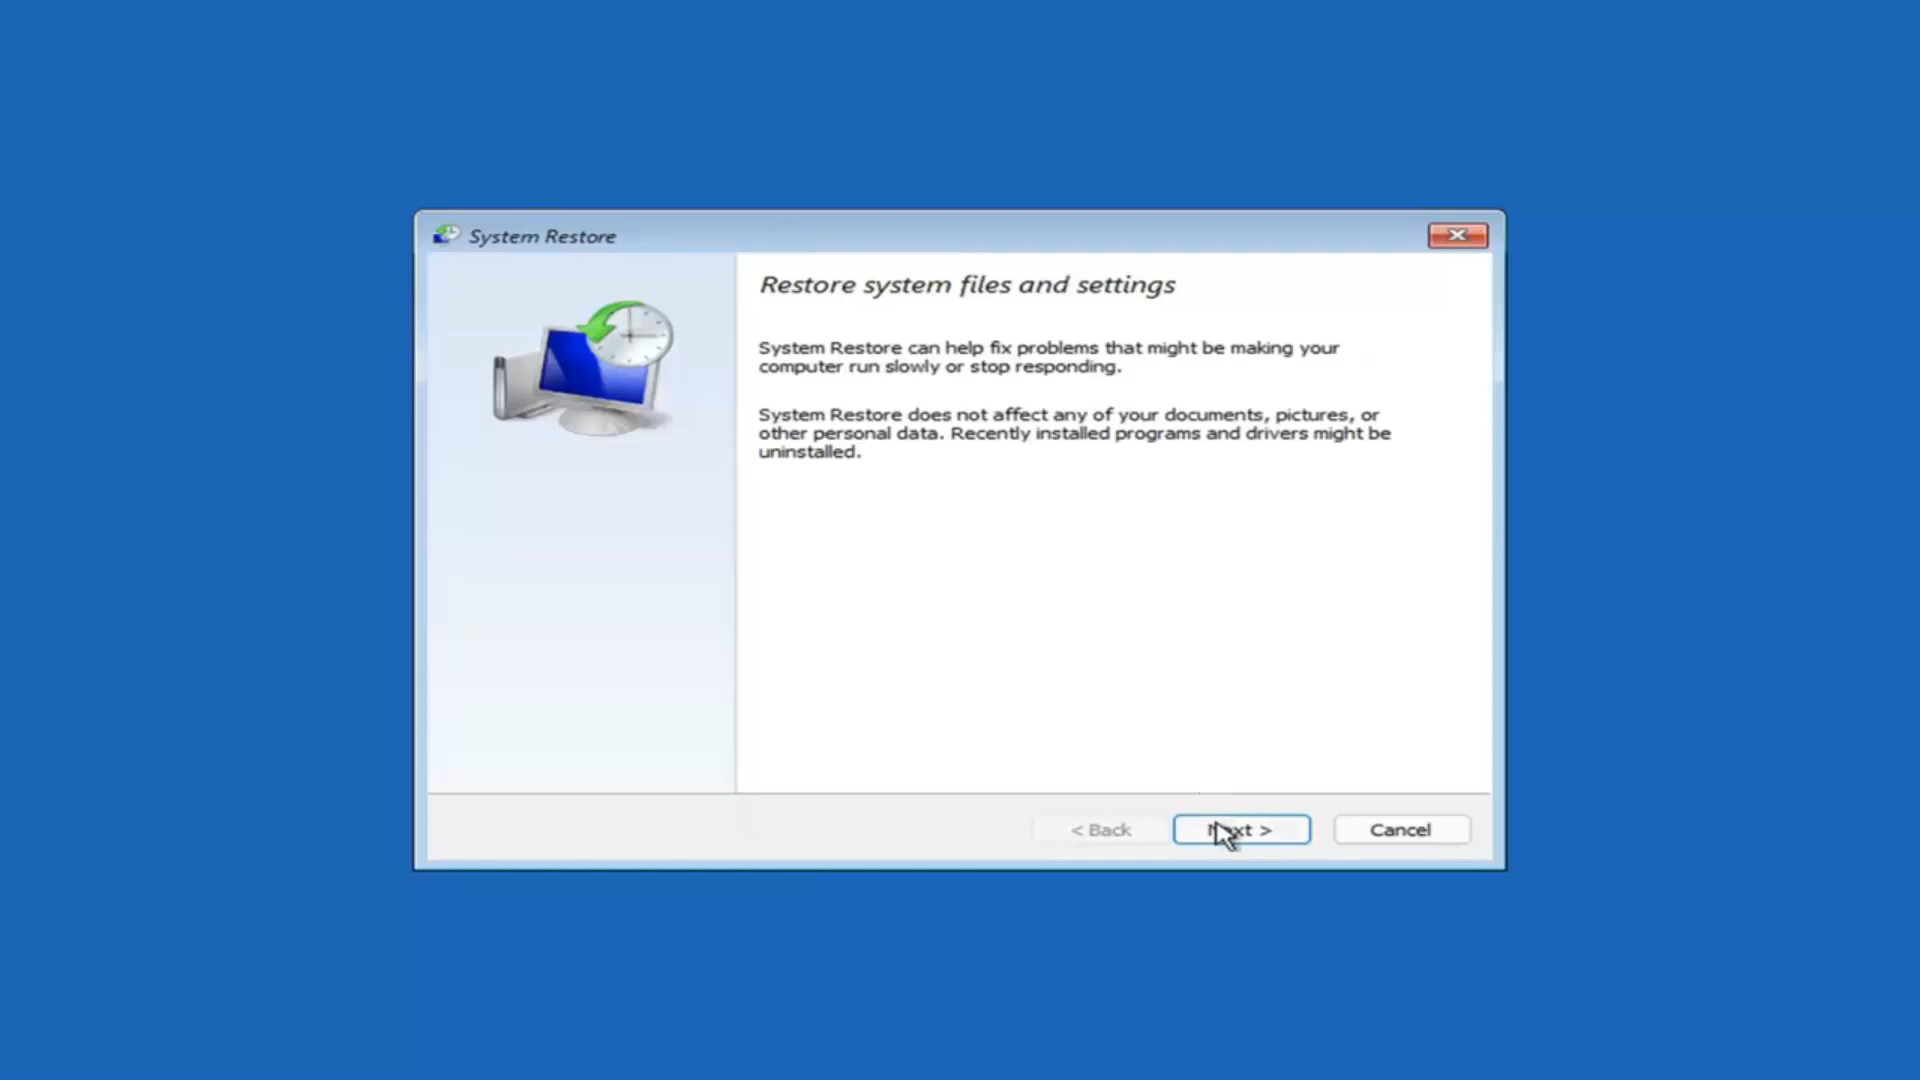 System Restore
Restore system files and settings
System Restore can help fix problems that might be making your
computer run slowly or stop responding.
System Restore does not affect any of your documents, pictures, or
other personal data. Recently installed programs and drivers might be
uninstalled.
< Back
Next >
Cancel